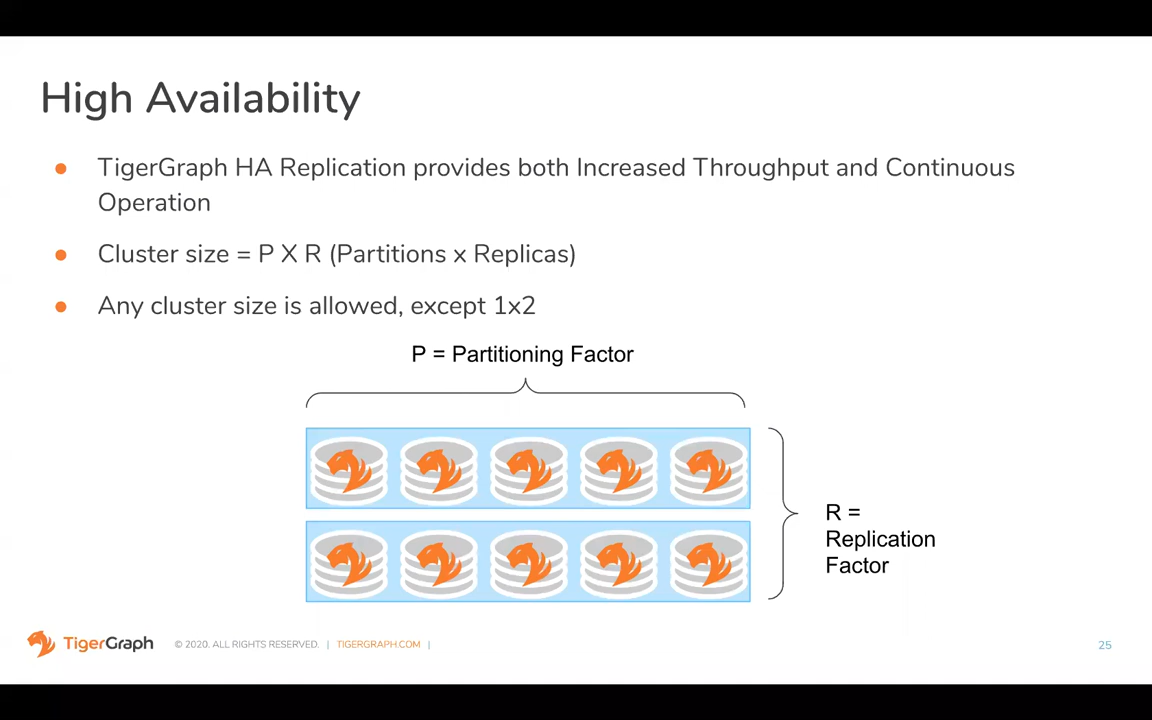 High Availability
TigerGraph HA Replication provides both Increased Throughput and Continuous
Operation
Cluster size = P X R (Partitions x Replicas)
Any cluster size is allowed, except 1x2
P = Partitioning Factor
R =
Replication
Factor
TigerGraph © 2020. ALL RIGHTS RESERVED. | TIGERGRAPH.COM | 25